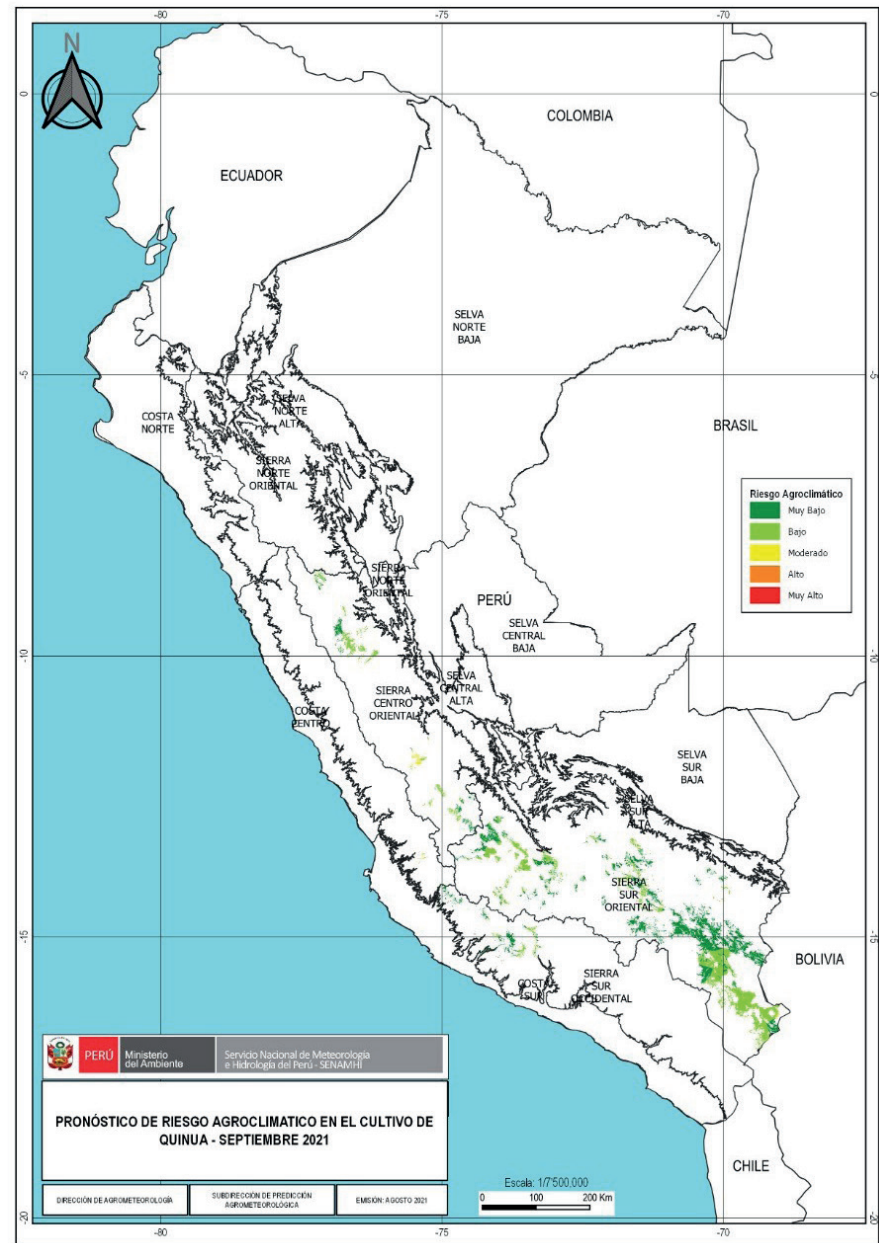 -80
-75
-70
N
0
0
COLOMBIA
ECUADOR
SELVA
NORTE
BAJA
-5
-5
COSTA
NORTE
SELVA
NORTE
ALTA
BRASIL
SIERRA
NORTE
ORIENTAL
Riesgo Agroclimático
Muy Bajo
Bajo
Moderado
Alto
Muy Alto
SIERRA
NORTE
ORIENTAL
PERÚ
SELVA
CENTRAL
BAJA
-10
-10
SELVA
CENTRAL
ALTA
SIERRA
CENTRO
ORIENTAL
COSTA
CENTRO
SELVA
SUR
BAJA
SELVA
SUR
ALTA
SIERRA
SUR
ORIENTAL
-15
-15
BOLIVIA
COSTA
SUR
SIERRA
SUR
OCCIDENTAL
PERÚ
Ministerio
del Ambiente
Servicio Nacional de Meteorología
e Hidrología del Perú - SENAMHI
PRONÓSTICO DE RIESGO AGROCLIMATICO EN EL CULTIVO DE
QUINUA - SEPTIEMBRE 2021
DIRECCIÓN DE AGROMETEOROLOGÍA
SUBDIRECCIÓN DE PREDICCIÓN
AGROMETEOROLÓGICA
EMISIÓN: AGOSTO 2021
CHILE
Escala: 1/7'500,000
0 100 200 Km
-20
-20
-80
-75
-70